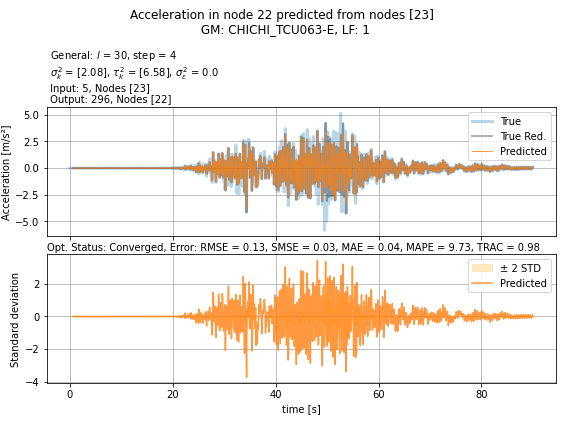 Acceleration in node 22 predicted from nodes [23]
GM: CHICHI_TCU063-E, LF: 1
General: l = 30, step = 4
σ²ₖ = [2.08], τ²ₖ = [6.58], σ²ε = 0.0
Input: 5, Nodes [23]
Output: 296, Nodes [22]
Acceleration [m/s²]
5.0
2.5
0.0
−2.5
−5.0
True
True Red.
Predicted
Opt. Status: Converged, Error: RMSE = 0.13, SMSE = 0.03, MAE = 0.04, MAPE = 9.73, TRAC = 0.98
Standard deviation
2
0
−2
−4
± 2 STD
Predicted
0 20 40 60 80
time [s]